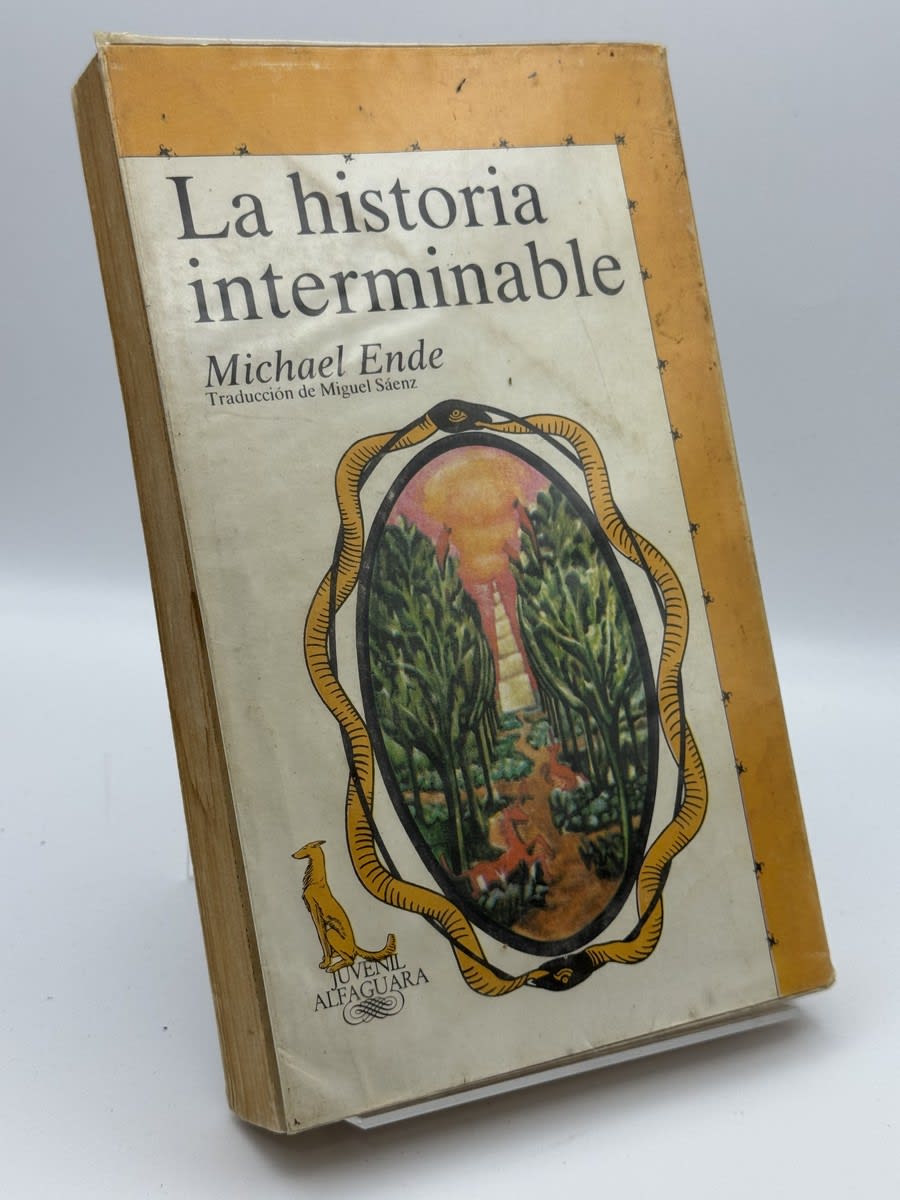 La historia
interminable
Michael Ende
Traducción de Miguel Sáenz
JUVENIL
ALFAGUARA